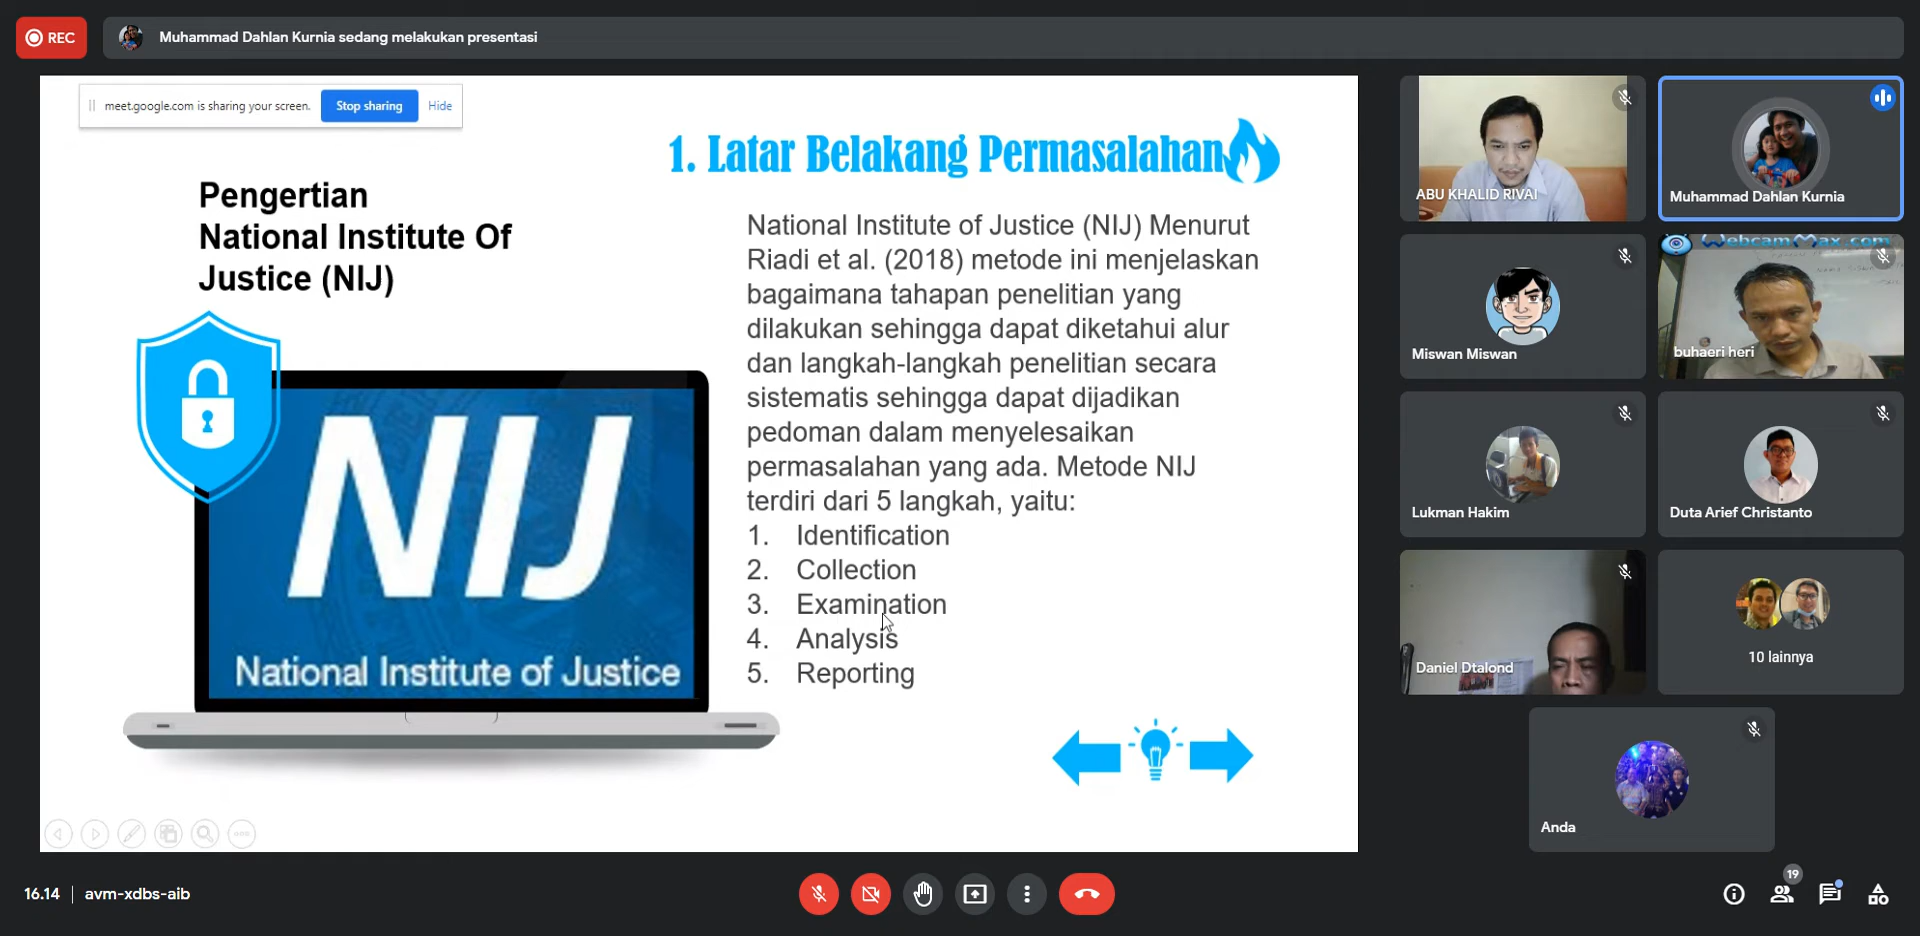 REC
Muhammad Dahlan Kurnia sedang melakukan presentasi
meet.google.com is sharing your screen.
Stop sharing
Hide
1. Latar Belakang Permasalahan
Pengertian
National Institute Of
Justice (NIJ)
NIJ
National Institute of Justice
National Institute of Justice (NIJ) Menurut
Riadi et al. (2018) metode ini menjelaskan
bagaimana tahapan penelitian yang
dilakukan sehingga dapat diketahui alur
dan langkah-langkah penelitian secara
sistematis sehingga dapat dijadikan
pedoman dalam menyelesaikan
permasalahan yang ada. Metode NIJ
terdiri dari 5 langkah, yaitu:
1. Identification
2. Collection
3. Examination
4. Analysis
5. Reporting
ABU KHALID RIVAI
Muhammad Dahlan Kurnia
Miswan Miswan
WebcamMax.com
buhaeri heri
Lukman Hakim
Duta Arief Christanto
Daniel Dtalond
10 lainnya
Anda
16.14 | avm-xdbs-aib
19